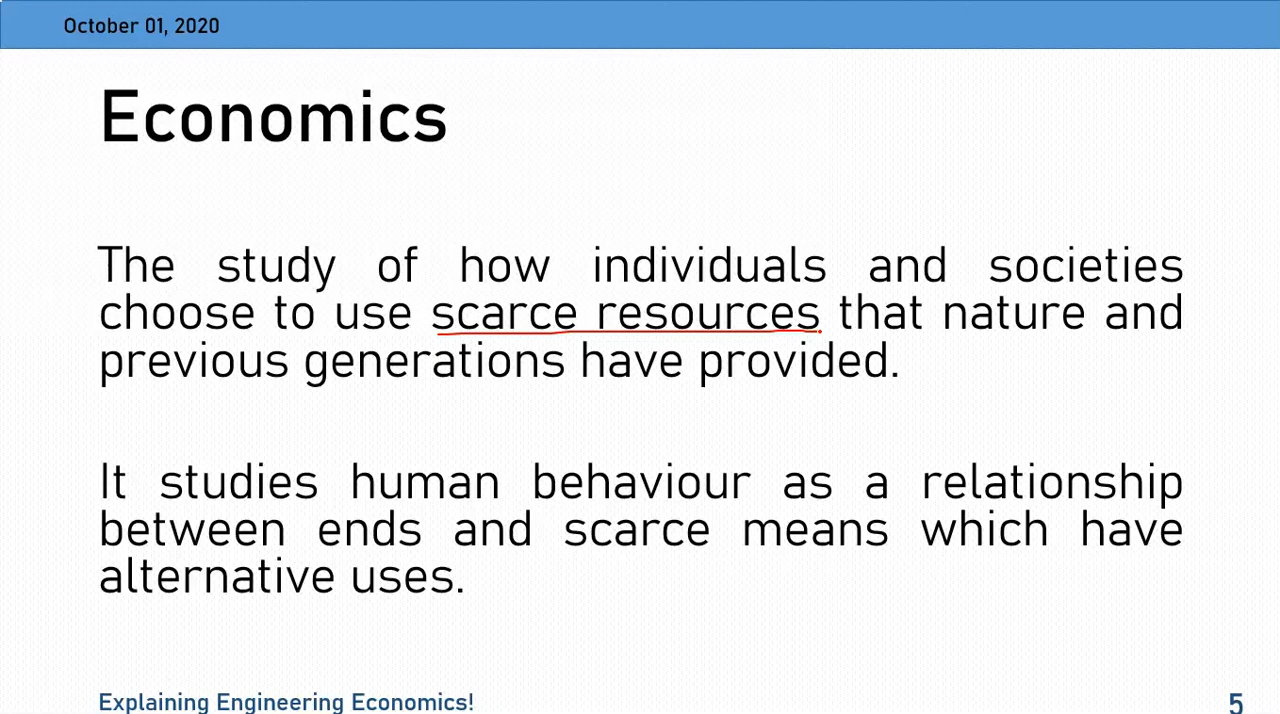 October 01, 2020
Economics
The study of how individuals and societies
choose to use scarce resources that nature and
previous generations have provided.
It studies human behaviour as a relationship
between ends and scarce means which have
alternative uses.
Explaining Engineering Economics!
5